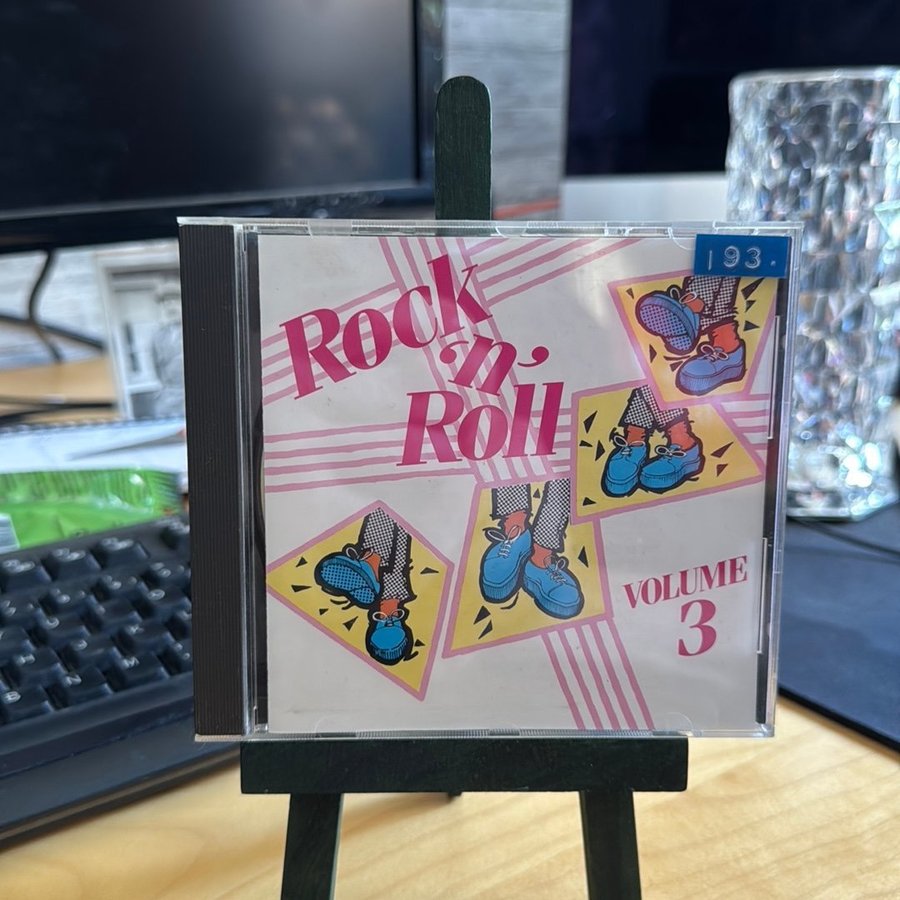 193.
Rock
'n'
Roll
VOLUME
3